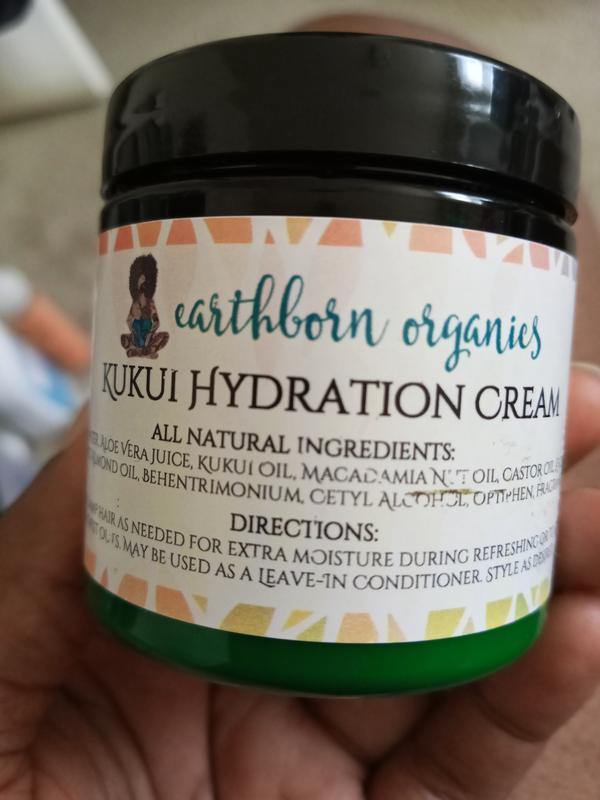 earthborn organics
KUKUI HYDRATION CREAM
ALL NATURAL INGREDIENTS:
ALOE VERA JUICE, KUKUI OIL, MACADAMIA NUT OIL, CASTOR OIL,
ALMOND OIL, BEHENTRIMONIUM, CETYL ALCOHOL, OPTIPHEN,
DIRECTIONS:
HAIR AS NEEDED FOR EXTRA MOISTURE DURING REFRESHING OR
MAY BE USED AS A LEAVE-IN CONDITIONER. STYLE AS